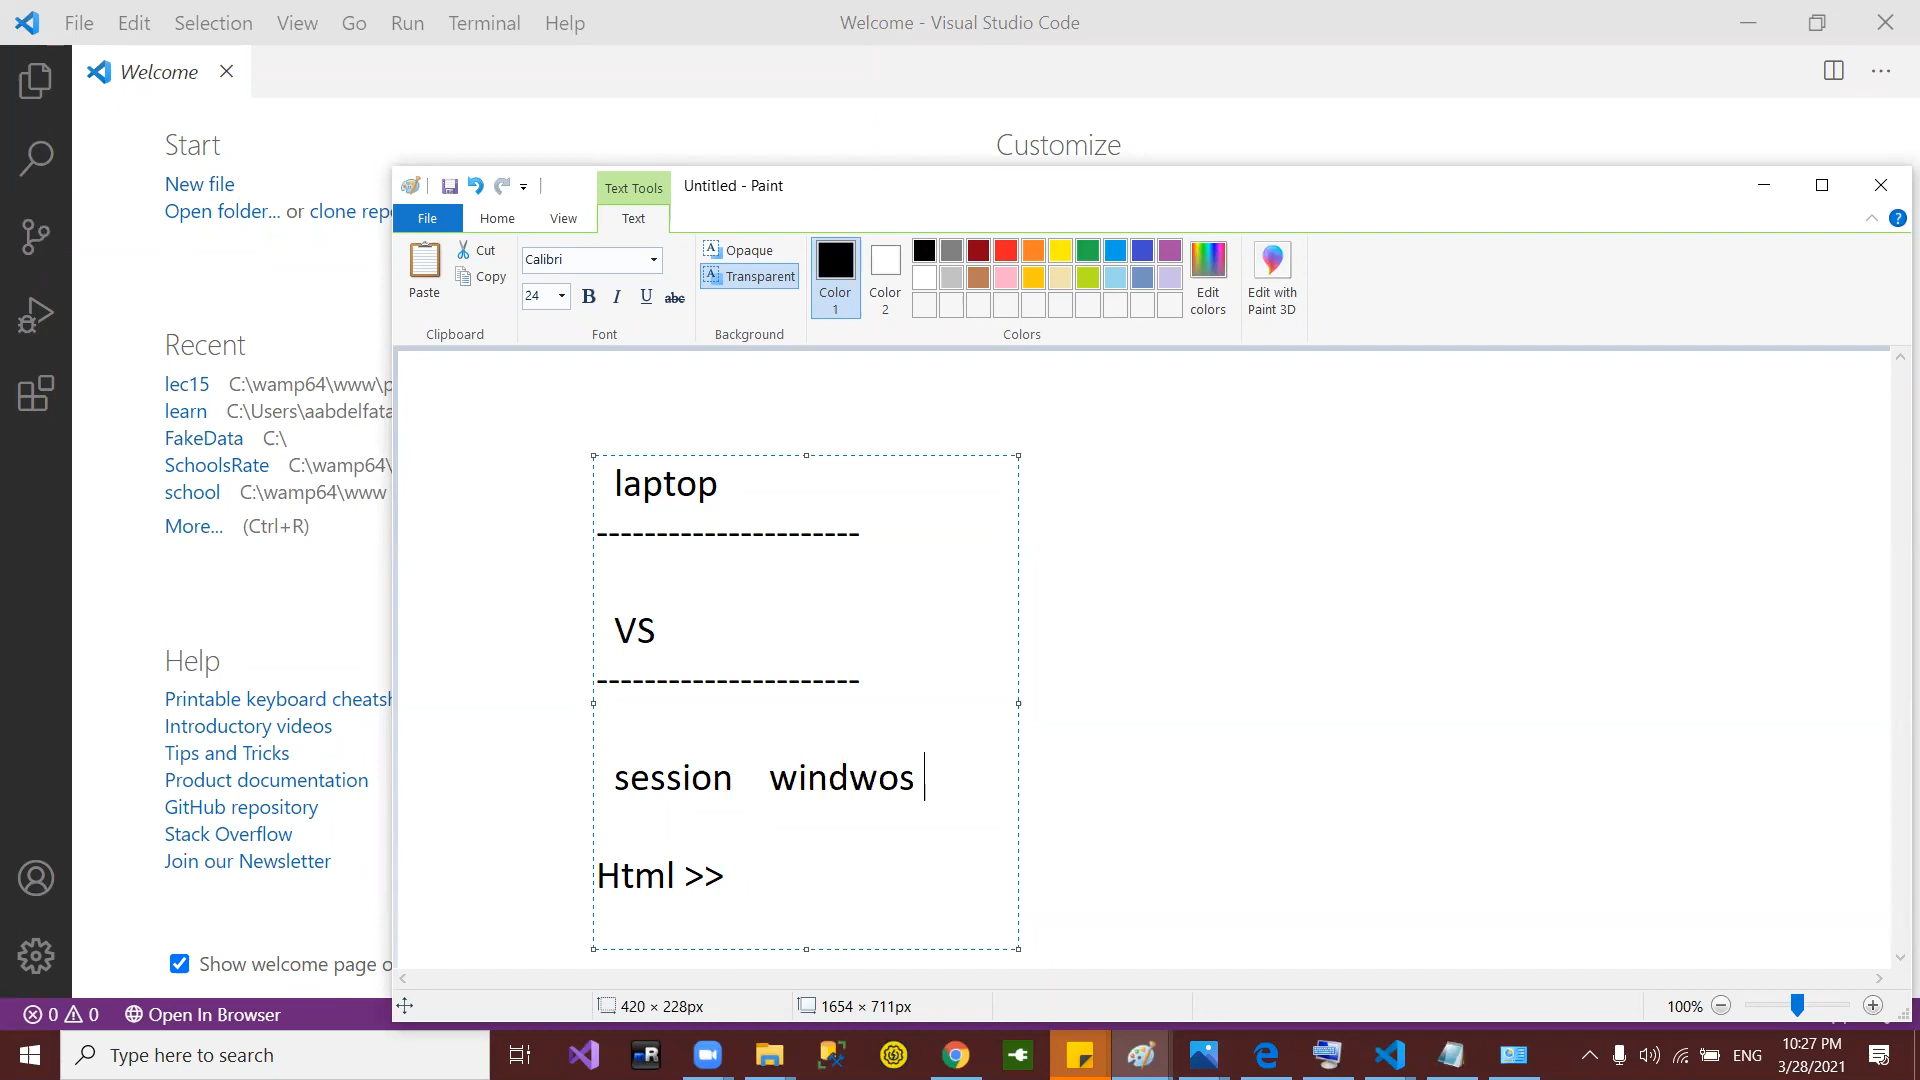 File Edit Selection View Go Run Terminal Help
Welcome - Visual Studio Code
Welcome
Start
New file
Open folder... or clone repo
Customize
Recent
lec15 C:\wamp64\www\p
learn C:\Users\aabdelfata
FakeData C:\
SchoolsRate C:\wamp64\
school C:\wamp64\www
More... (Ctrl+R)
Help
Printable keyboard cheatsh
Introductory videos
Tips and Tricks
Product documentation
GitHub repository
Stack Overflow
Join our Newsletter
Show welcome page o
Text Tools
Untitled - Paint
File Home View Text
Paste
Cut
Copy
Clipboard
Calibri
24 B I U abc
Font
Opaque
Transparent
Background
Color 1
Color 2
Edit colors
Edit with Paint 3D
Colors
laptop
----------------------
VS
----------------------
session windwos
Html >>
420 × 228px
1654 × 711px
100%
0 0 Open In Browser
Type here to search
ENG
10:27 PM
3/28/2021